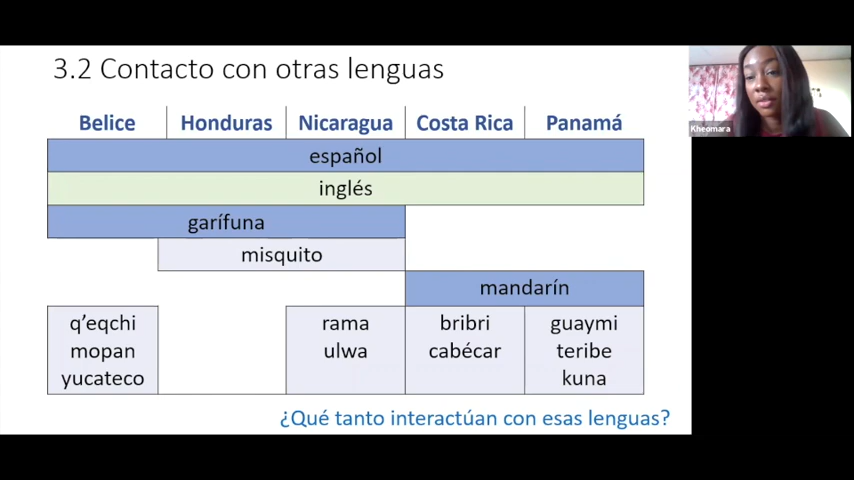 3.2 Contacto con otras lenguas
Kheomara
Belice Honduras Nicaragua Costa Rica Panamá
español
inglés
garífuna
misquito
mandarín
q’eqchi rama bribri guaymi
mopan ulwa cabécar teribe
yucateco kuna
¿Qué tanto interactúan con esas lenguas?